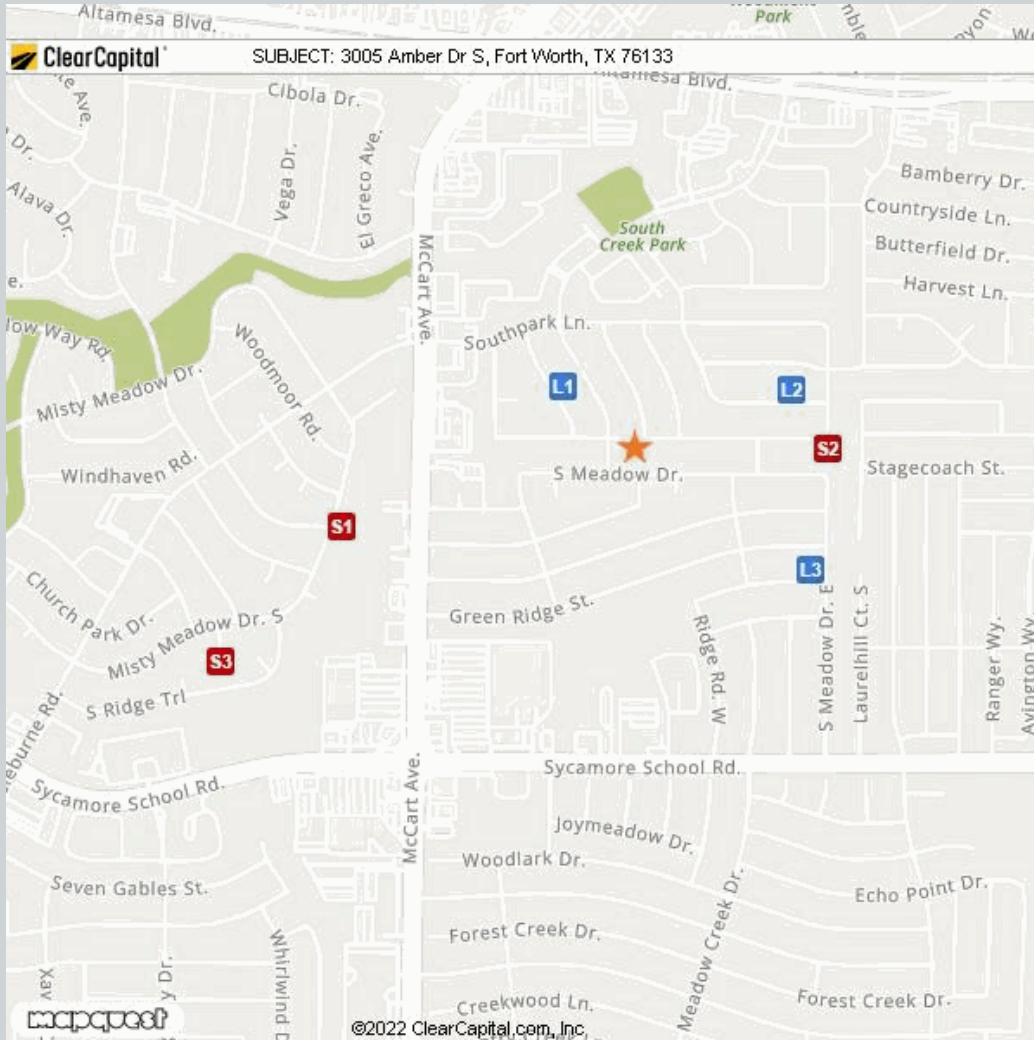 Altamesa Blvd.
Park
ClearCapital
SUBJECT: 3005 Amber Dr S, Fort Worth, TX 76133
Altamesa Blvd.
Cibola Dr.
Vega Dr.
El Greco Ave.
Alava Dr.
Bamberry Dr.
Countryside Ln.
Butterfield Dr.
Harvest Ln.
South
Creek Park
McCart Ave.
Southpark Ln.
Woodmoor Rd.
Misty Meadow Dr.
L1
L2
S2
Windhaven Rd.
S Meadow Dr.
Stagecoach St.
S1
L3
Church Park Dr.
Misty Meadow Dr. S
Green Ridge St.
S3
S Ridge Trl
Ridge Rd. W
S Meadow Dr. E
Laurelhill Ct. S
Ranger Wy.
Avington Wy.
Sycamore School Rd.
Sycamore School Rd.
McCart Ave.
Joymeadow Dr.
Woodlark Dr.
Seven Gables St.
Echo Point Dr.
Forest Creek Dr.
Meadow Creek Dr.
Creekwood Ln.
Forest Creek Dr.
mapquest
©2022 ClearCapital.com, Inc.